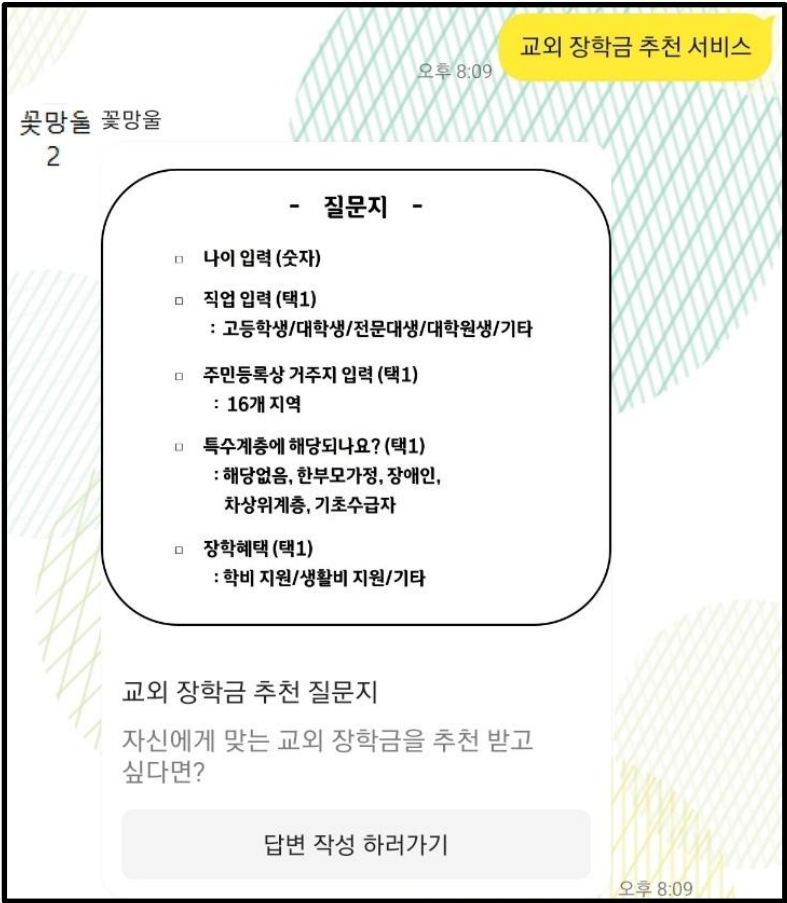 교외 장학금 추천 서비스
오후 8:09
꽃망울
2
꽃망울
- 질문지 -
□ 나이 입력 (숫자)
□ 직업 입력 (택1)
: 고등학생/대학생/전문대생/대학원생/기타
□ 주민등록상 거주지 입력 (택1)
: 16개 지역
□ 특수계층에 해당되나요? (택1)
: 해당없음, 한부모가정, 장애인,
차상위계층, 기초수급자
□ 장학혜택 (택1)
: 학비 지원/생활비 지원/기타
교외 장학금 추천 질문지
자신에게 맞는 교외 장학금을 추천 받고
싶다면?
답변 작성 하러가기
오후 8:09